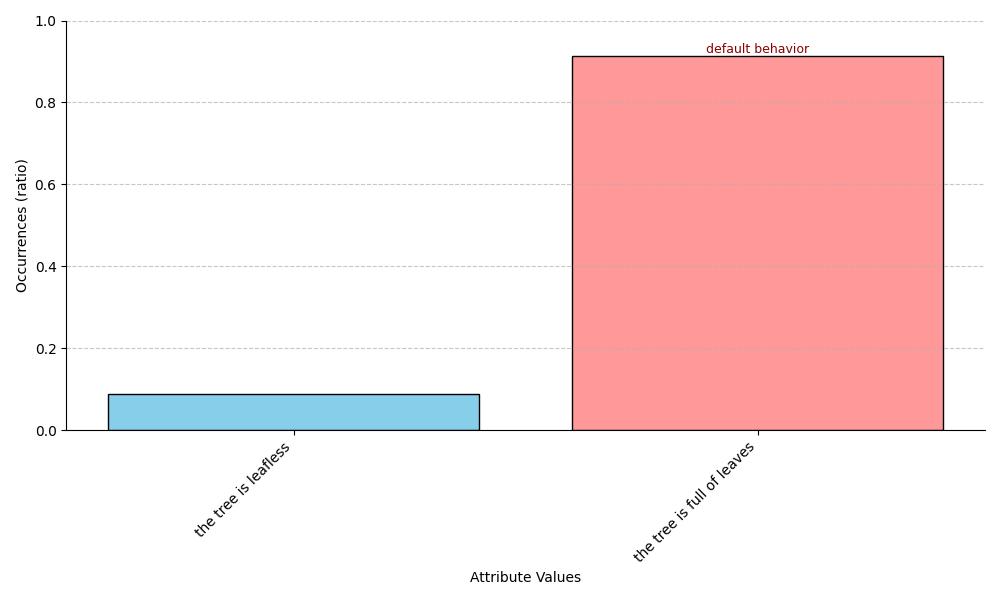 1.0
default behavior
0.8
0.6
Occurrences (ratio)
0.4
0.2
0.0
the tree is leafless
the tree is full of leaves
Attribute Values